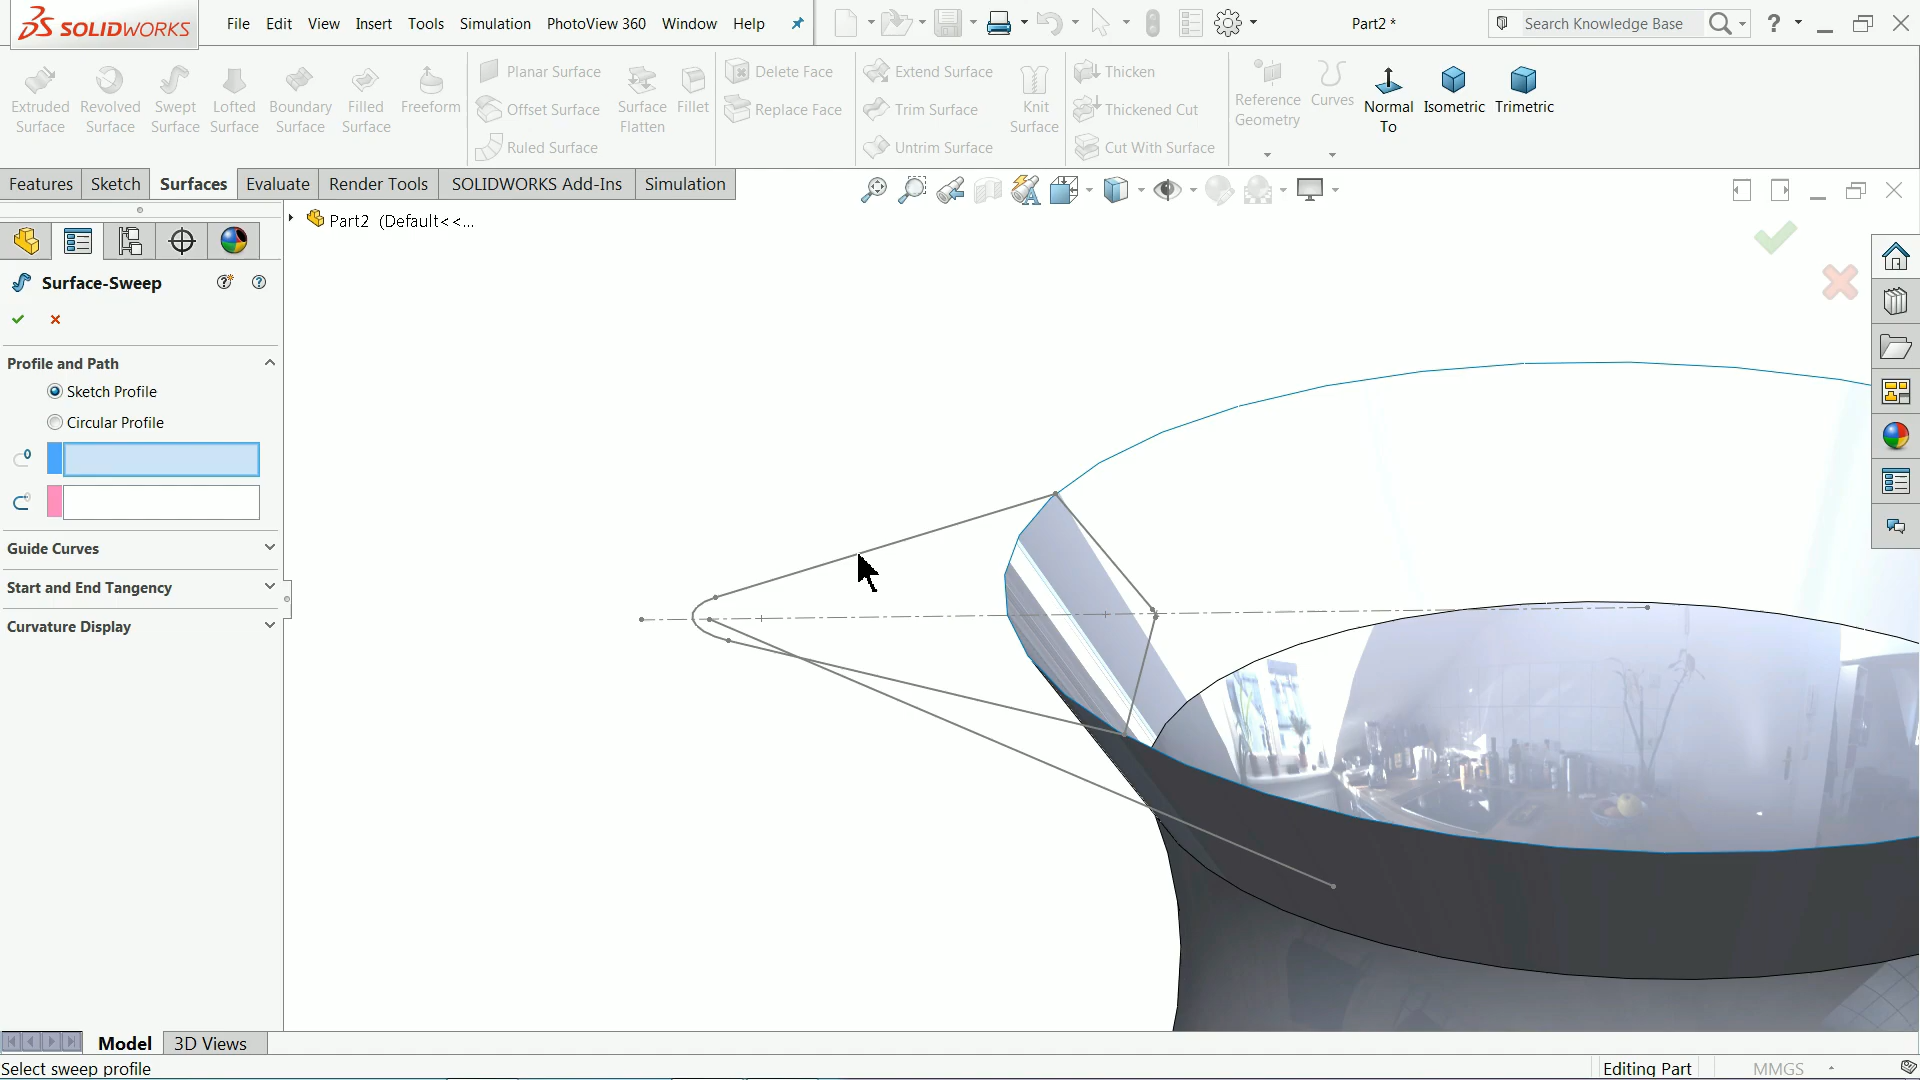 SOLIDWORKS
File Edit View Insert Tools Simulation PhotoView 360 Window Help
Part2 *
Search Knowledge Base
Extruded Surface
Revolved Surface
Swept Surface
Lofted Surface
Boundary Surface
Filled Surface
Freeform
Planar Surface
Offset Surface
Ruled Surface
Surface Flatten
Fillet
Delete Face
Replace Face
Extend Surface
Trim Surface
Untrim Surface
Knit Surface
Thicken
Thickened Cut
Cut With Surface
Reference Geometry
Curves
Normal To
Isometric
Trimetric
Features Sketch Surfaces Evaluate Render Tools SOLIDWORKS Add-Ins Simulation
Part2 (Default<<...
Surface-Sweep
Profile and Path
Sketch Profile
Circular Profile
Guide Curves
Start and End Tangency
Curvature Display
Model 3D Views
Select sweep profile
Editing Part
MMGS